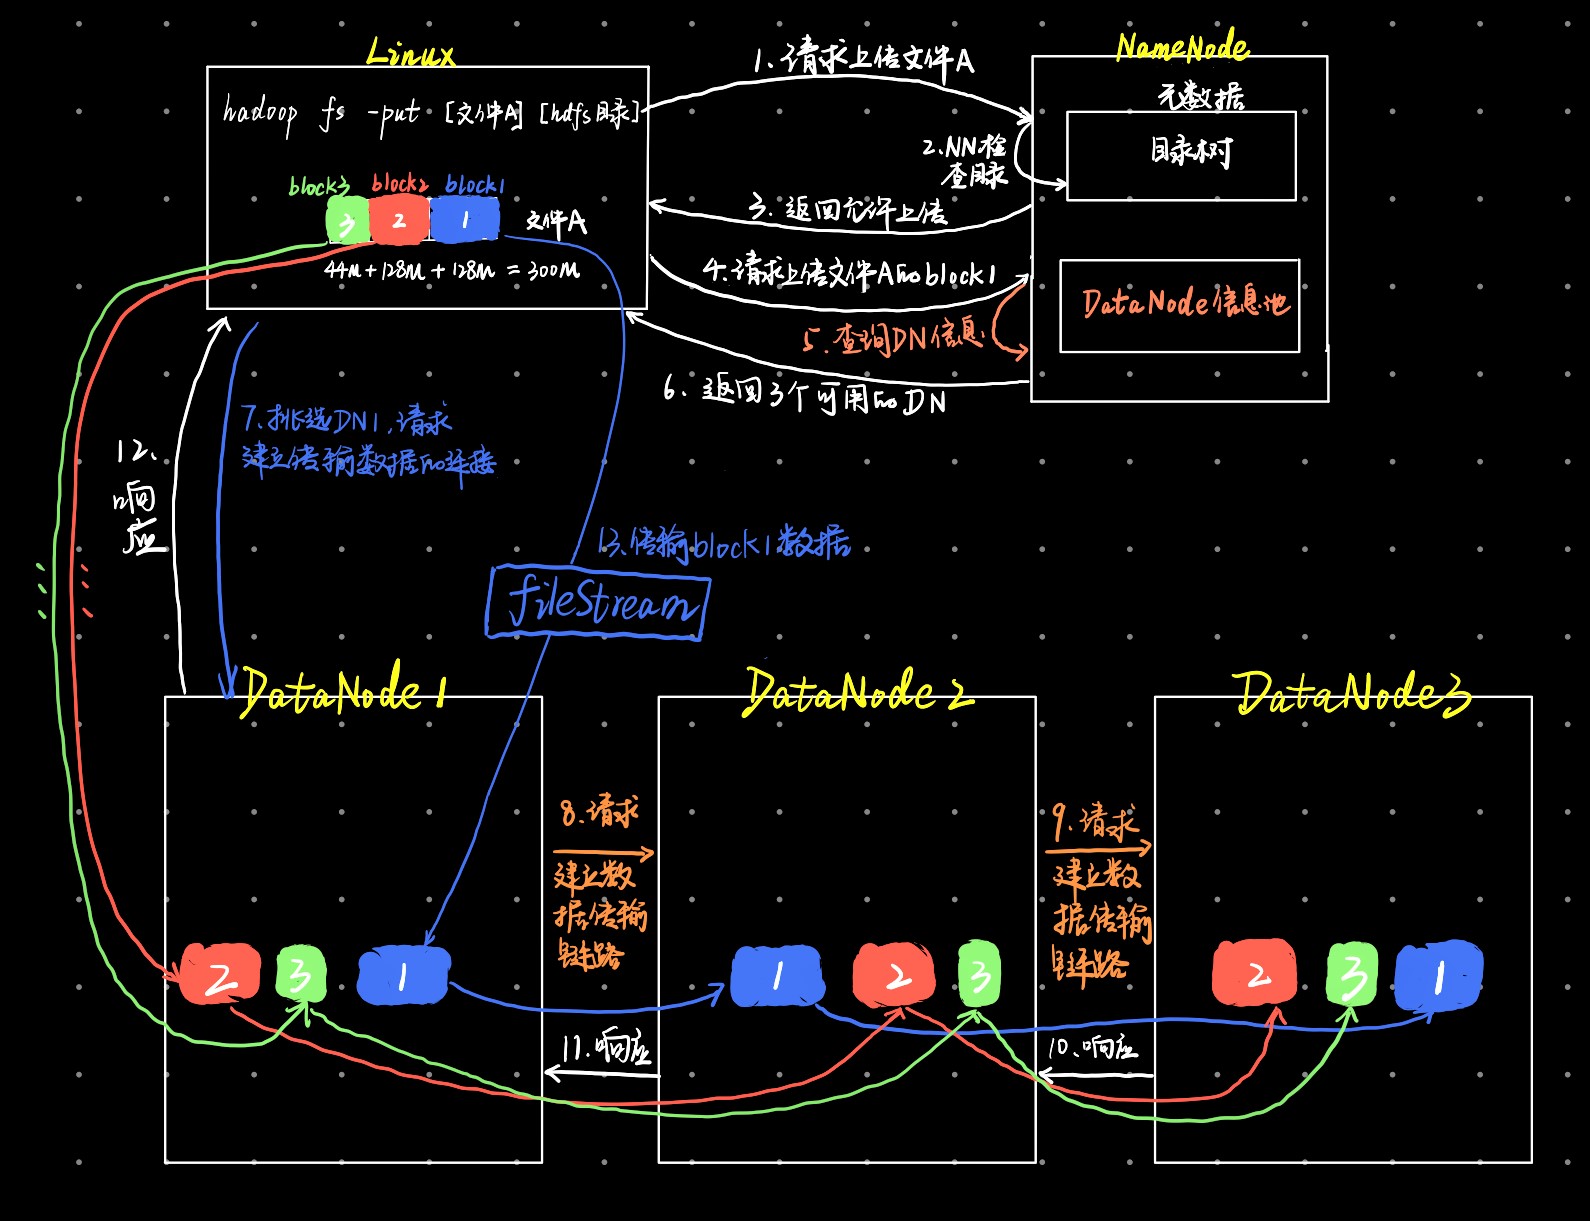 Linux
hadoop fs -put [文件A] [hdfs目录]
block3 block2 block1
3 2 1 文件A
44M+128M+128M=300M
1、请求上传文件A
NameNode
元数据
目录树
2.NN检
查目录
3. 返回允许上传
4.请求上传文件A的block1
DataNode信息池
5.查询DN信息
6. 返回3个可用的DN
7.挑选DN1,请求
建立传输数据的连接
12、
响
应
13.传输block1数据
fileStream
DataNode1
DataNode2
DataNode3
8.请求
建立数
据传输
链路
9.请求
建立数
据传输
链路
2 3 1
1 2 3
2 3 1
11.响应
10.响应